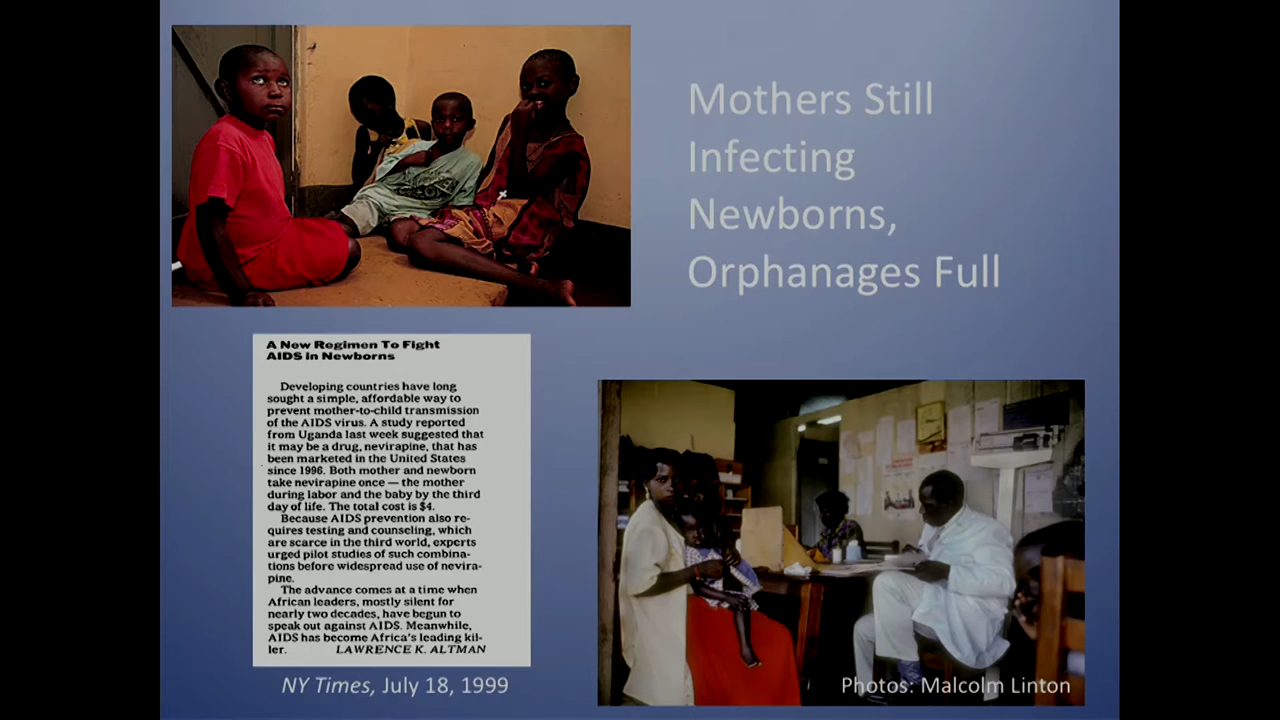 Mothers Still
Infecting
Newborns,
Orphanages Full
A New Regimen To Fight
AIDS in Newborns
Developing countries have long
sought a simple, affordable way to
prevent mother-to-child transmission
of the AIDS virus. A study reported
from Uganda last week suggested that
it may be a drug, nevirapine, that has
been marketed in the United States
since 1996. Both mother and newborn
take nevirapine once — the mother
during labor and the baby by the third
day of life. The total cost is $4.
Because AIDS prevention also re-
quires testing and counseling, which
are scarce in the third world, experts
urged pilot studies of such combina-
tions before widespread use of nevira-
pine.
The advance comes at a time when
African leaders, mostly silent for
nearly two decades, have begun to
speak out against AIDS. Meanwhile,
AIDS has become Africa's leading kil-
ler. LAWRENCE K. ALTMAN
NY Times, July 18, 1999
Photos: Malcolm Linton